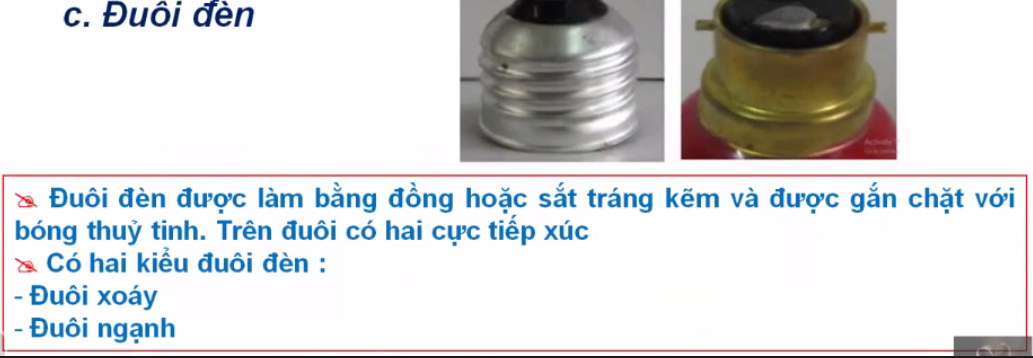 c. Đuôi đèn
Activate
Đuôi đèn được làm bằng đồng hoặc sắt tráng kẽm và được gắn chặt với
bóng thuỷ tinh. Trên đuôi có hai cực tiếp xúc
Có hai kiểu đuôi đèn :
- Đuôi xoáy
- Đuôi ngạnh